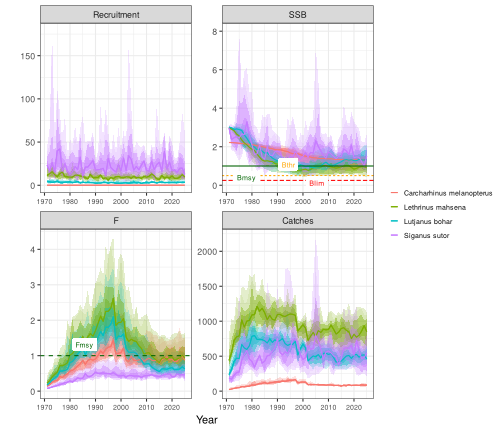 Recruitment
SSB
150
100
50
0
8
6
4
2
0
Blthr
Bmsy
Blim
1970 1980 1990 2000 2010 2020
1970 1980 1990 2000 2010 2020
F
Catches
4
3
2
1
0
Fmsy
2000
1500
1000
500
0
1970 1980 1990 2000 2010 2020
1970 1980 1990 2000 2010 2020
Year
Carcharhinus melanopterus
Lethrinus mahsena
Lutjanus bohar
Siganus sutor